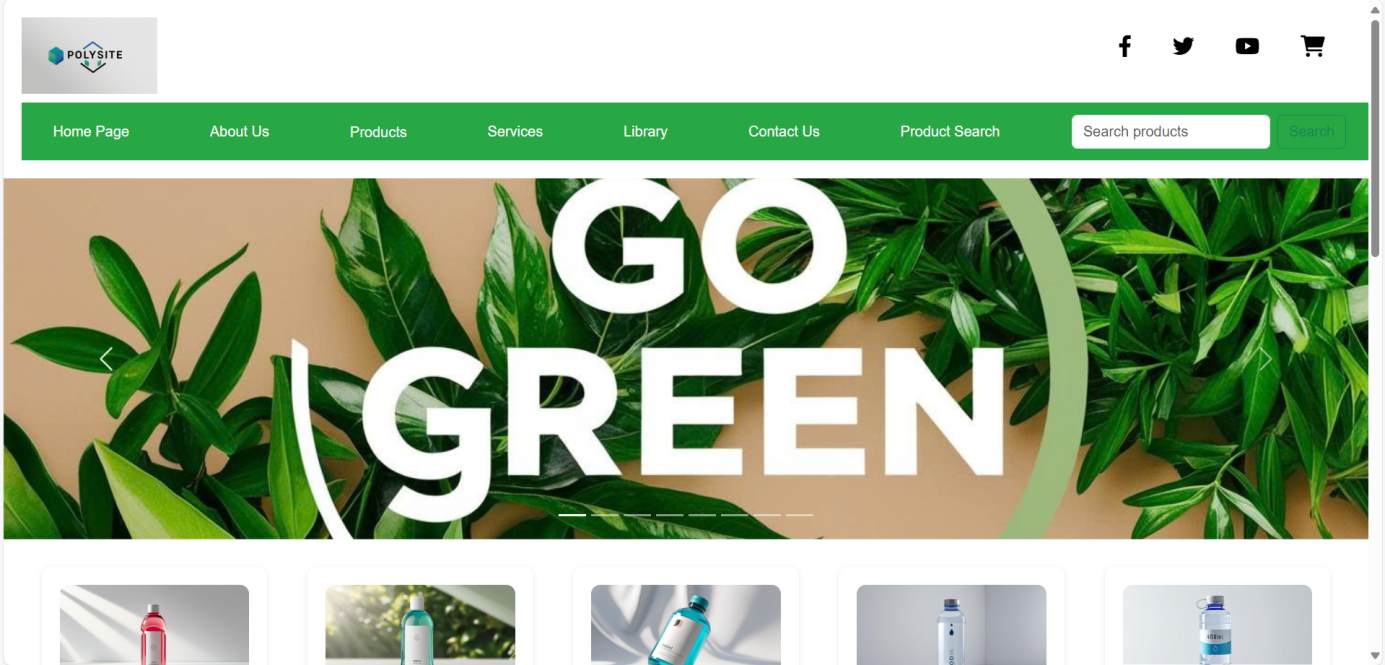 POLYSITE
Home Page
About Us
Products
Services
Library
Contact Us
Product Search
Search products
Search
GO
GREEN